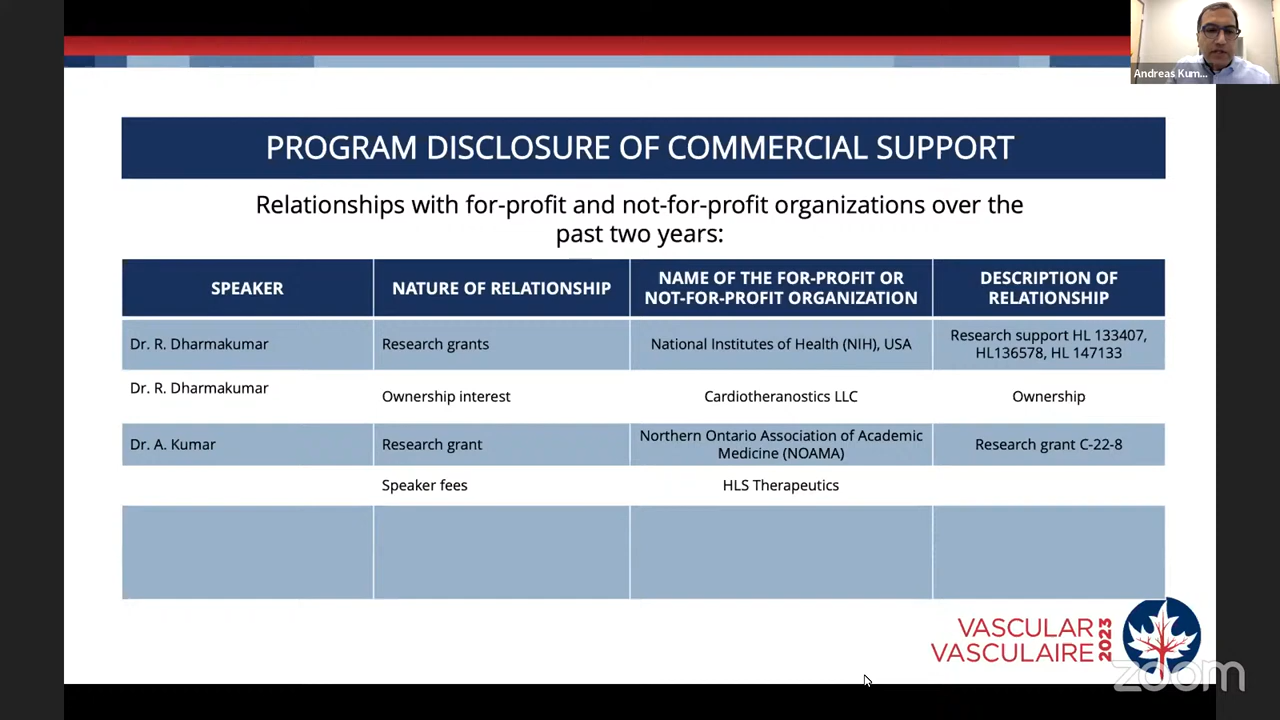 Andreas Kum...
PROGRAM DISCLOSURE OF COMMERCIAL SUPPORT
Relationships with for-profit and not-for-profit organizations over the
past two years:
SPEAKER
NATURE OF RELATIONSHIP
NAME OF THE FOR-PROFIT OR
NOT-FOR-PROFIT ORGANIZATION
DESCRIPTION OF
RELATIONSHIP
Dr. R. Dharmakumar
Research grants
National Institutes of Health (NIH), USA
Research support HL 133407,
HL136578, HL 147133
Dr. R. Dharmakumar
Ownership interest
Cardiotheranostics LLC
Ownership
Dr. A. Kumar
Research grant
Northern Ontario Association of Academic
Medicine (NOAMA)
Research grant C-22-8
Speaker fees
HLS Therapeutics
VASCULAR
VASCULAIRE
2023
zoom